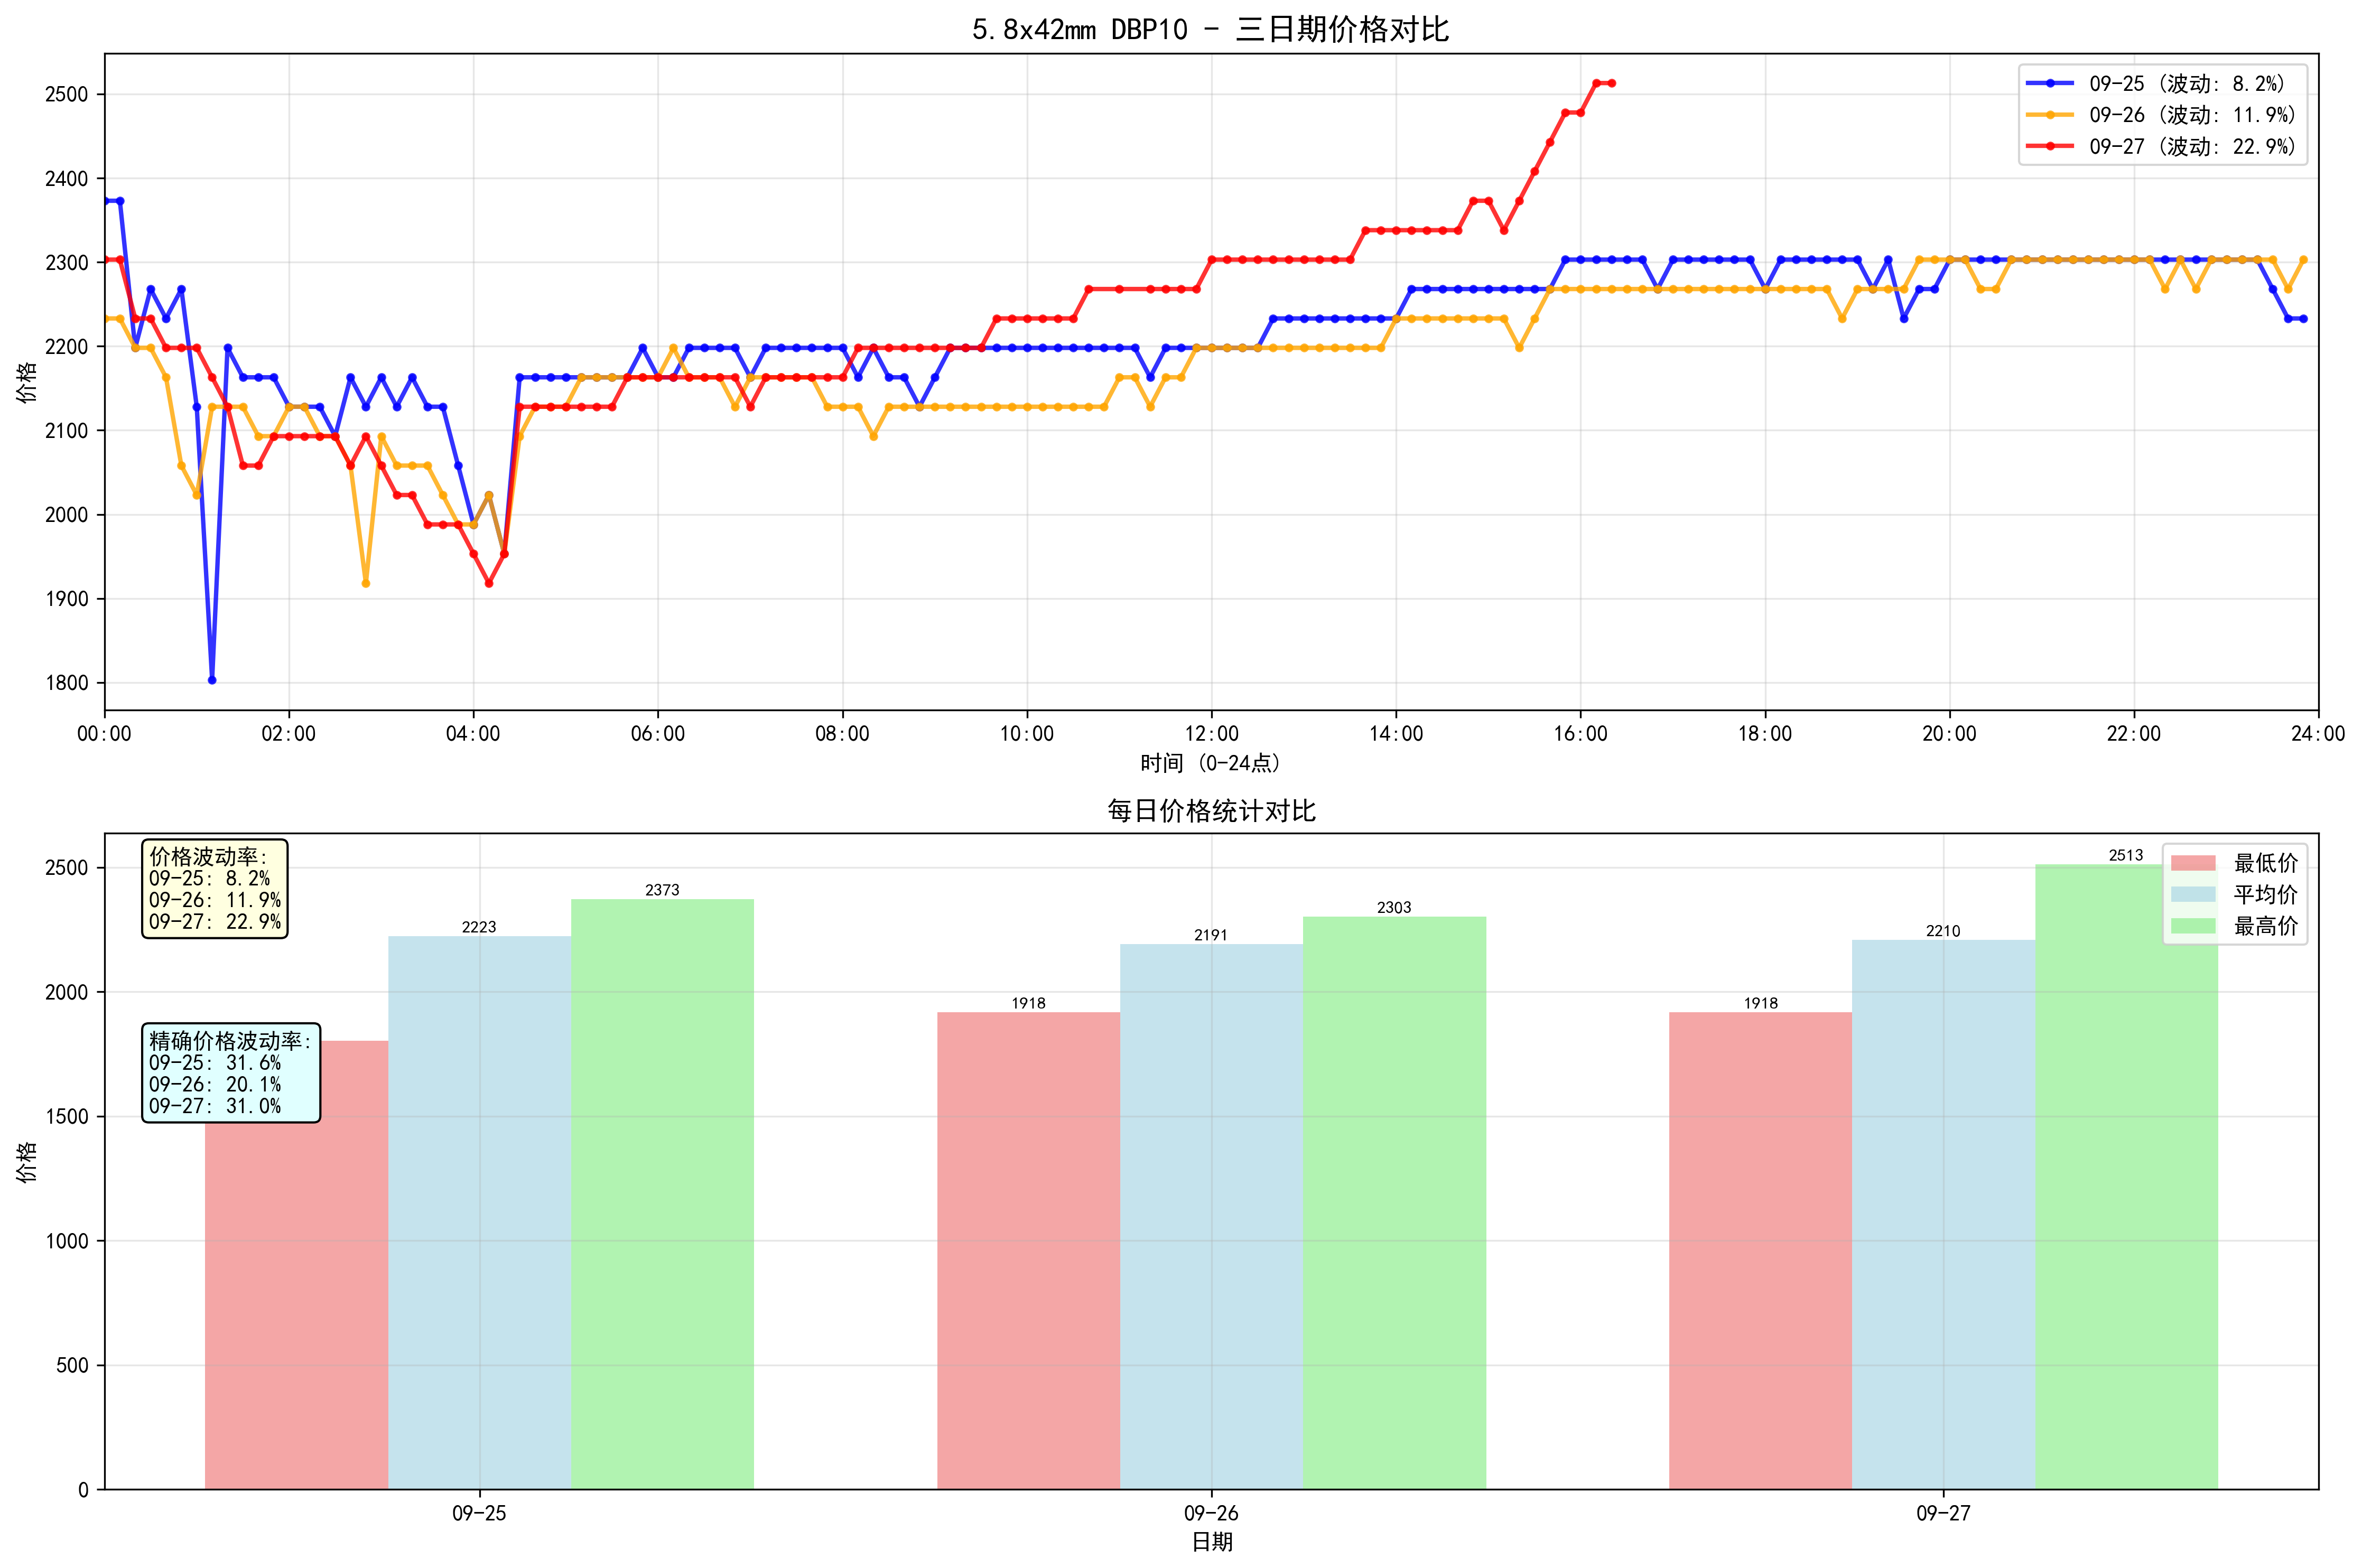 5.8x42mm DBP10 - 三日期价格对比
09-25 (波动: 8.2%)
09-26 (波动: 11.9%)
09-27 (波动: 22.9%)
价格
2500
2400
2300
2200
2100
2000
1900
1800
00:00 02:00 04:00 06:00 08:00 10:00 12:00 14:00 16:00 18:00 20:00 22:00 24:00
时间 (0-24点)
每日价格统计对比
价格波动率:
09-25: 8.2%
09-26: 11.9%
09-27: 22.9%
精确价格波动率:
09-25: 31.6%
09-26: 20.1%
09-27: 31.0%
最低价
平均价
最高价
2223
2373
1918
2191
2303
1918
2210
2513
价格
2500
2000
1500
1000
500
0
09-25 09-26 09-27
日期